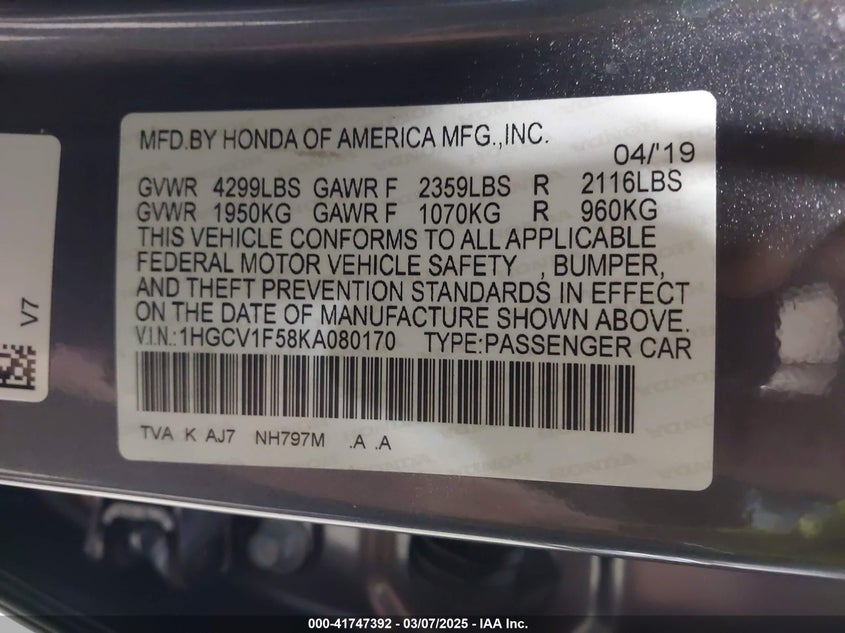 MFD.BY HONDA OF AMERICA MFG.,INC.
04/'19
GVWR 4299LBS GAWR F 2359LBS R 2116LBS
GVWR 1950KG GAWR F 1070KG R 960KG
THIS VEHICLE CONFORMS TO ALL APPLICABLE
FEDERAL MOTOR VEHICLE SAFETY , BUMPER,
AND THEFT PREVENTION STANDARDS IN EFFECT
ON THE DATE OF MANUFACTURE SHOWN ABOVE.
V.I.N.:1HGCV1F58KA080170 TYPE:PASSENGER CAR
TVA K AJ7 NH797M .A .A
V7
000-41747392 — 03/07/2025 — IAA Inc.